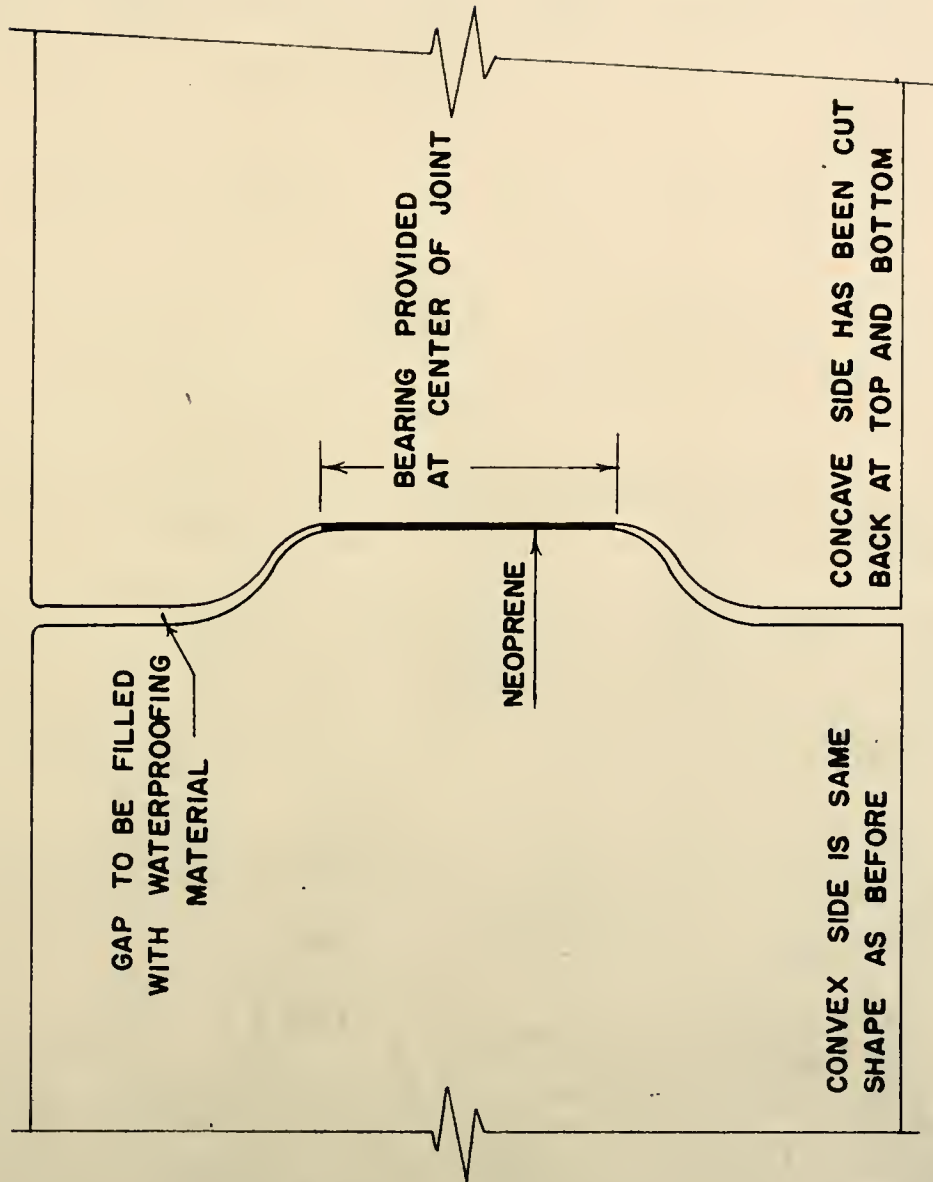 GAP TO BE FILLED
WITH WATERPROOFING
MATERIAL
BEARING PROVIDED
AT CENTER OF JOINT
NEOPRENE
CONVEX SIDE IS SAME
SHAPE AS BEFORE
CONCAVE SIDE HAS BEEN CUT
BACK AT TOP AND BOTTOM